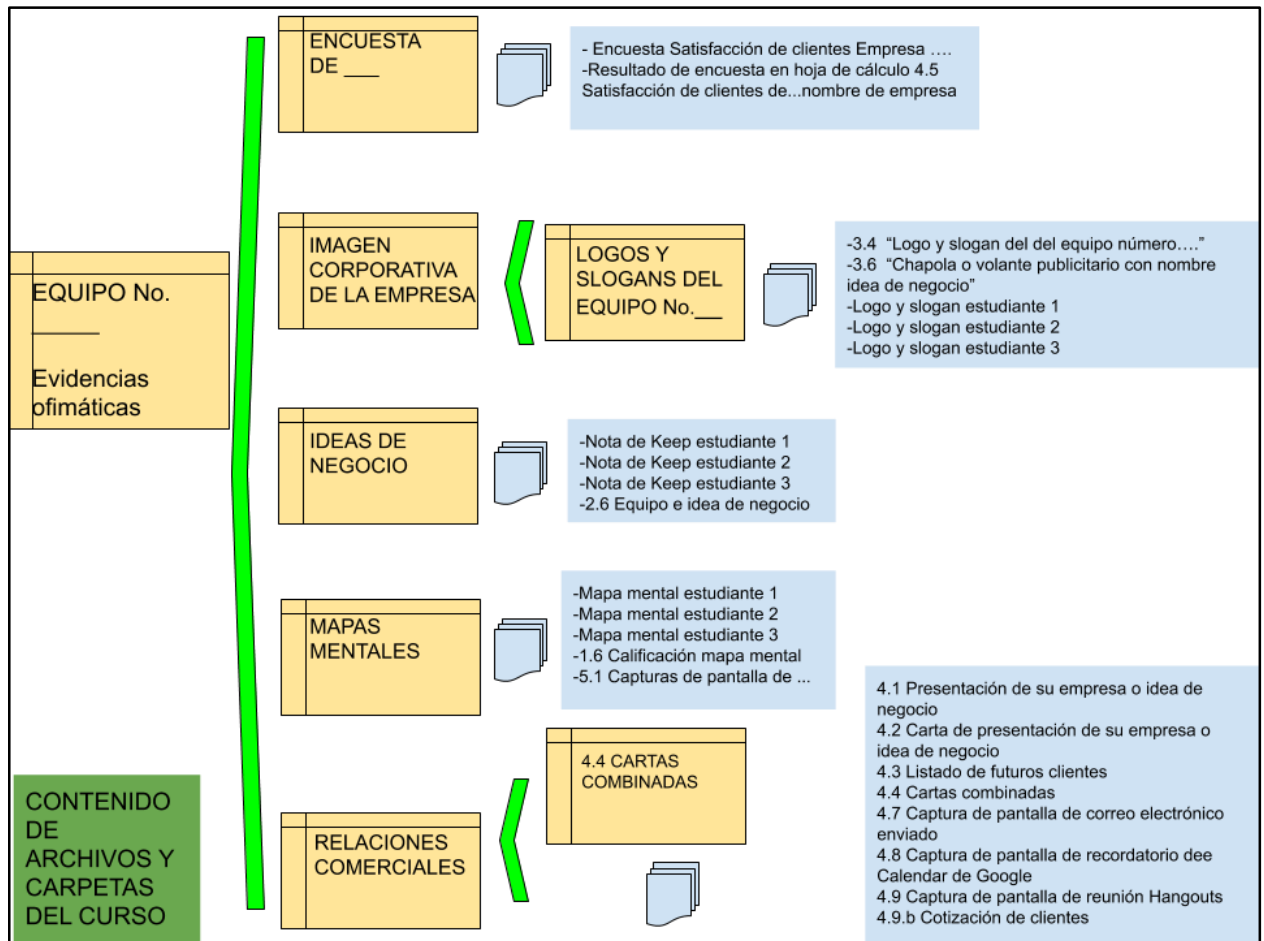 EQUIPO No.
_____
Evidencias
ofimáticas
ENCUESTA
DE ___
- Encuesta Satisfacción de clientes Empresa ….
-Resultado de encuesta en hoja de cálculo 4.5
Satisfacción de clientes de...nombre de empresa
IMAGEN
CORPORATIVA
DE LA EMPRESA
LOGOS Y
SLOGANS DEL
EQUIPO No.__
-3.4 “Logo y slogan del del equipo número….”
-3.6 “Chapola o volante publicitario con nombre
idea de negocio”
-Logo y slogan estudiante 1
-Logo y slogan estudiante 2
-Logo y slogan estudiante 3
IDEAS DE
NEGOCIO
-Nota de Keep estudiante 1
-Nota de Keep estudiante 2
-Nota de Keep estudiante 3
-2.6 Equipo e idea de negocio
MAPAS
MENTALES
-Mapa mental estudiante 1
-Mapa mental estudiante 2
-Mapa mental estudiante 3
-1.6 Calificación mapa mental
-5.1 Capturas de pantalla de ...
RELACIONES
COMERCIALES
4.4 CARTAS
COMBINADAS
4.1 Presentación de su empresa o idea de
negocio
4.2 Carta de presentación de su empresa o
idea de negocio
4.3 Listado de futuros clientes
4.4 Cartas combinadas
4.7 Captura de pantalla de correo electrónico
enviado
4.8 Captura de pantalla de recordatorio dee
Calendar de Google
4.9 Captura de pantalla de reunión Hangouts
4.9.b Cotización de clientes
CONTENIDO
DE
ARCHIVOS Y
CARPETAS
DEL CURSO